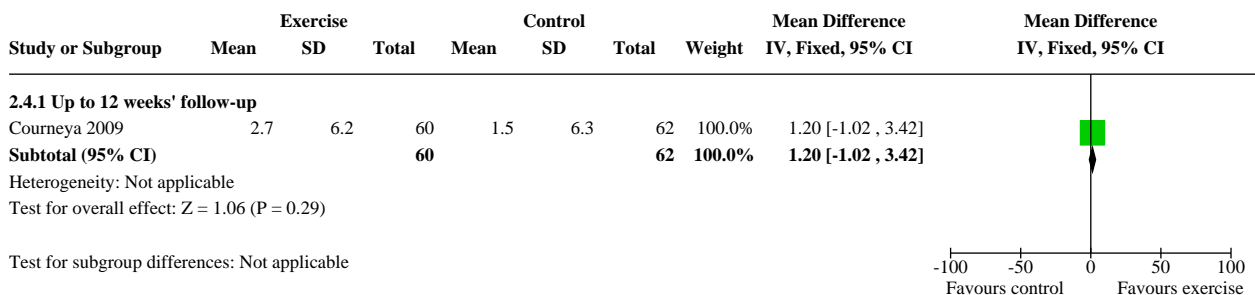 Exercise Control Mean Difference Mean Difference
Study or Subgroup Mean SD Total Mean SD Total Weight IV, Fixed, 95% CI IV, Fixed, 95% CI
2.4.1 Up to 12 weeks' follow-up
Courneya 2009 2.7 6.2 60 1.5 6.3 62 100.0% 1.20 [-1.02 , 3.42]
Subtotal (95% CI) 60 62 100.0% 1.20 [-1.02 , 3.42]
Heterogeneity: Not applicable
Test for overall effect: Z = 1.06 (P = 0.29)
Test for subgroup differences: Not applicable
-100 -50 0 50 100
Favours control Favours exercise